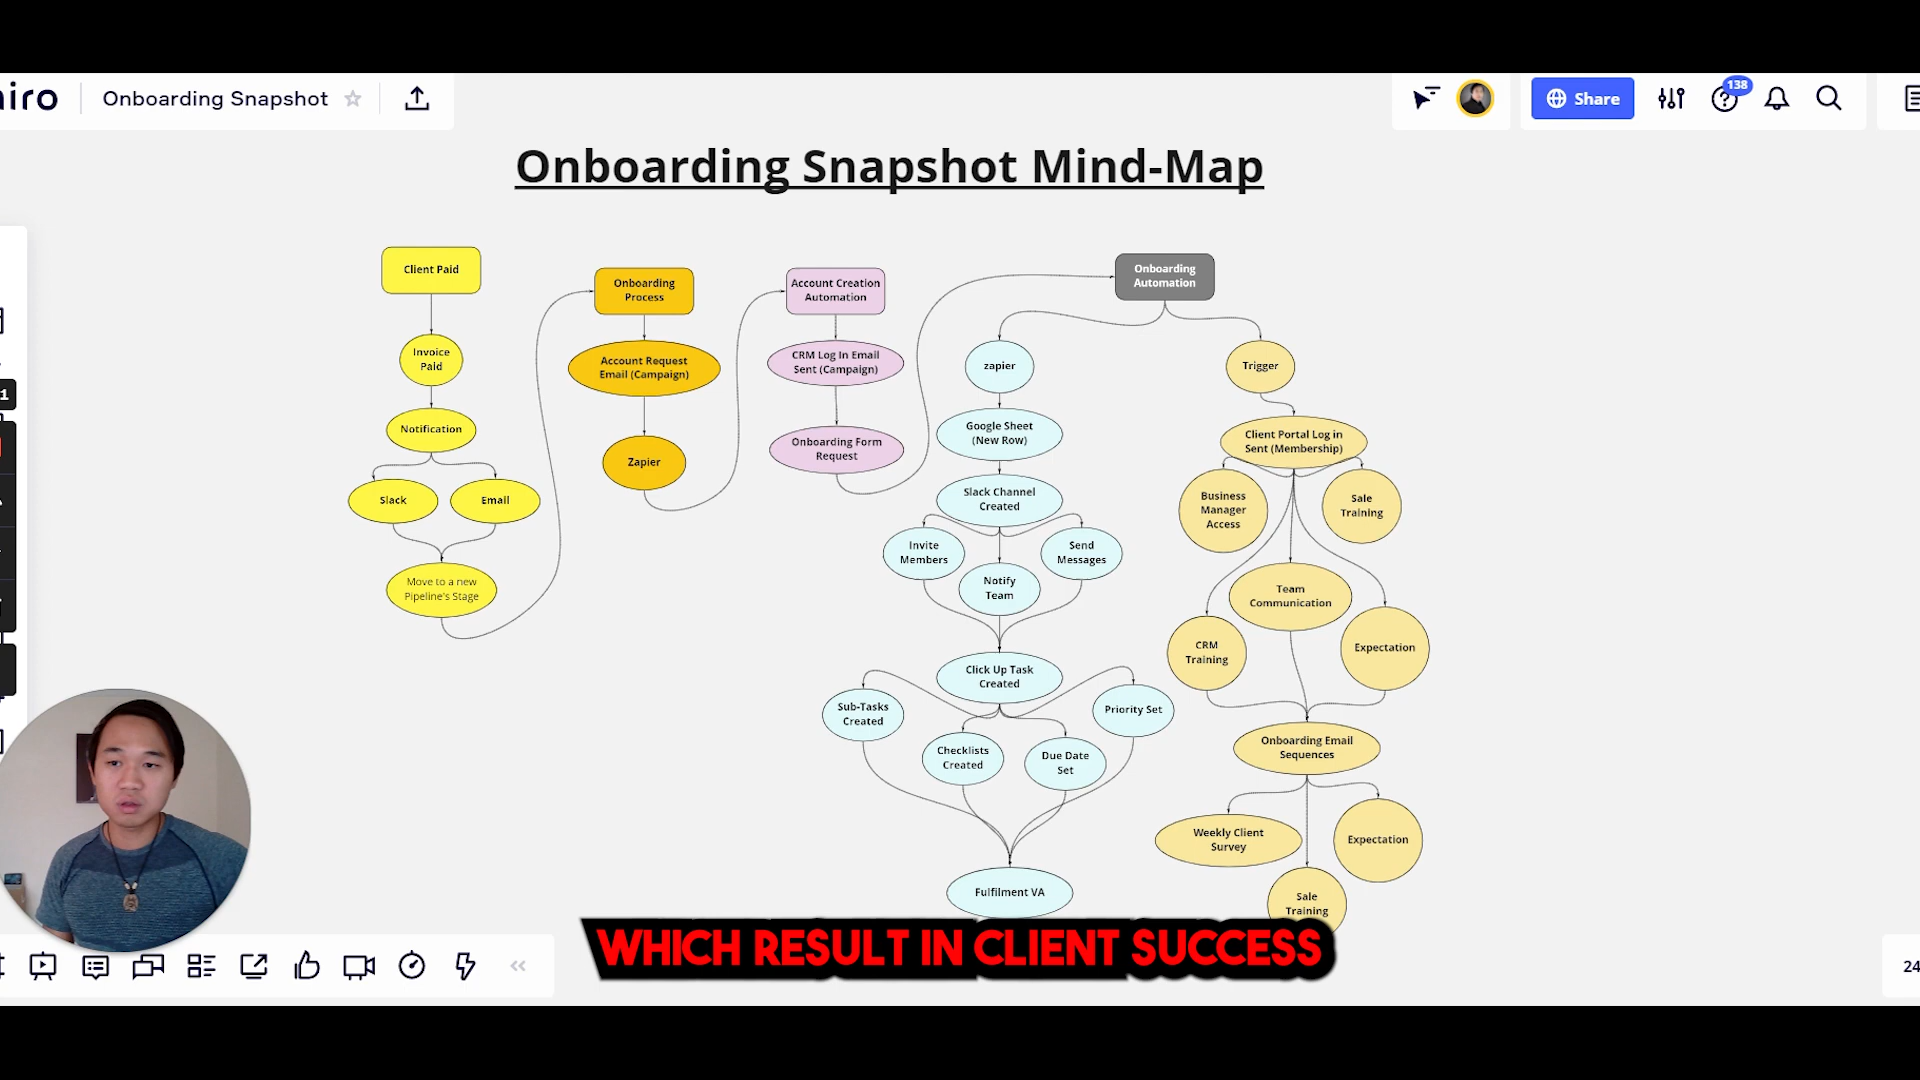 miro
Onboarding Snapshot
Share
138
Onboarding Snapshot Mind-Map
Client Paid
Invoice
Paid
Notification
Slack
Email
Move to a new
Pipeline's Stage
Onboarding
Process
Account Request
Email (Campaign)
Zapier
Account Creation
Automation
CRM Log In Email
Sent (Campaign)
Onboarding Form
Request
Onboarding
Automation
zapier
Google Sheet
(New Row)
Slack Channel
Created
Invite
Members
Notify
Team
Send
Messages
Click Up Task
Created
Sub-Tasks
Created
Checklists
Created
Due Date
Set
Priority Set
Fulfilment VA
Trigger
Client Portal Log in
Sent (Membership)
Business
Manager
Access
Sale
Training
Team
Communication
CRM
Training
Expectation
Onboarding Email
Sequences
Weekly Client
Survey
Expectation
Sale
Training
WHICH RESULT IN CLIENT SUCCESS
1
24